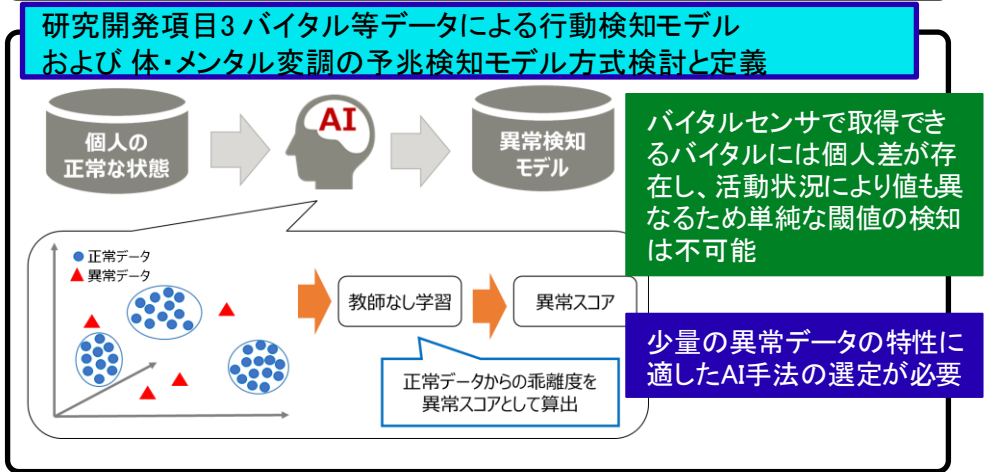 研究開発項目3 バイタル等データによる行動検知モデル
および 体・メンタル変調の予兆検知モデル方式検討と定義
個人の
正常な状態
AI
異常検知
モデル
バイタルセンサで取得でき
るバイタルには個人差が存
在し、活動状況により値も異
なるため単純な閾値の検知
は不可能
正常データ
異常データ
教師なし学習
異常スコア
正常データからの乖離度を
異常スコアとして算出
少量の異常データの特性に
適したAI手法の選定が必要